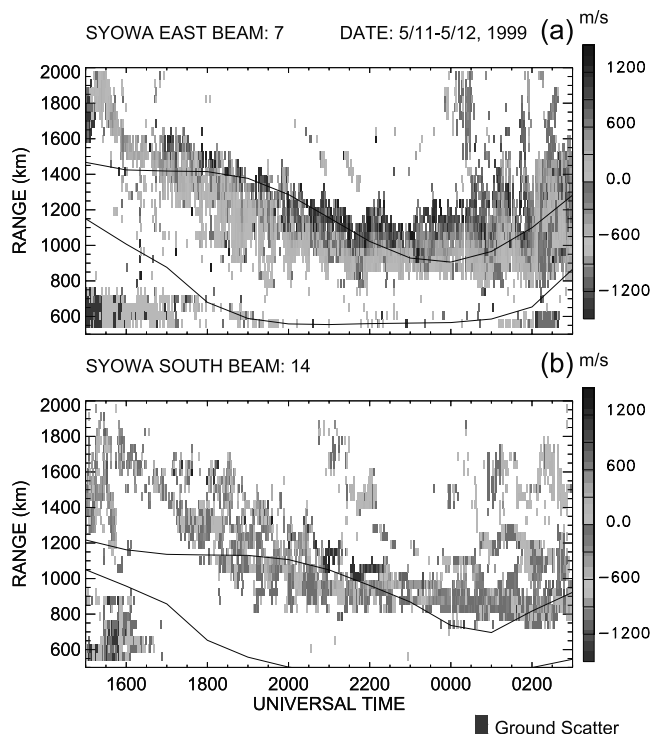 SYOWA EAST BEAM: 7 DATE: 5/11-5/12, 1999 (a)
m/s
RANGE (km)
2000
1800
1600
1400
1200
1000
800
600
1200
600
0.0
−600
−1200
SYOWA SOUTH BEAM: 14 (b)
m/s
RANGE (km)
2000
1800
1600
1400
1200
1000
800
600
1200
600
0.0
−600
−1200
1600 1800 2000 2200 0000 0200
UNIVERSAL TIME
Ground Scatter